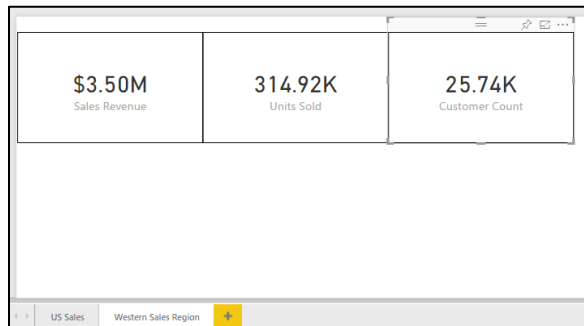 $3.50M
Sales Revenue
314.92K
Units Sold
25.74K
Customer Count
US Sales
Western Sales Region
+